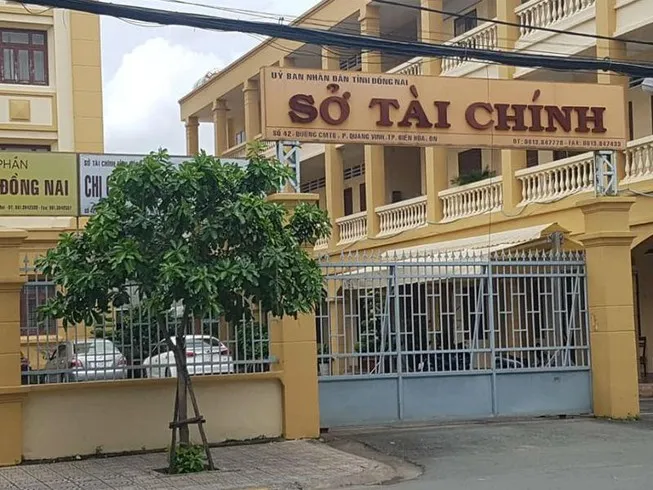 UỶ BAN NHÂN DÂN TỈNH ĐỒNG NAI
SỞ TÀI CHÍNH
SỐ 42 - ĐƯỜNG CMT8 - P. QUANG VINH, TP. BIÊN HÒA, ĐN
PHẦN
ĐỒNG NAI
SỞ TÀI CHÍNH
CHI